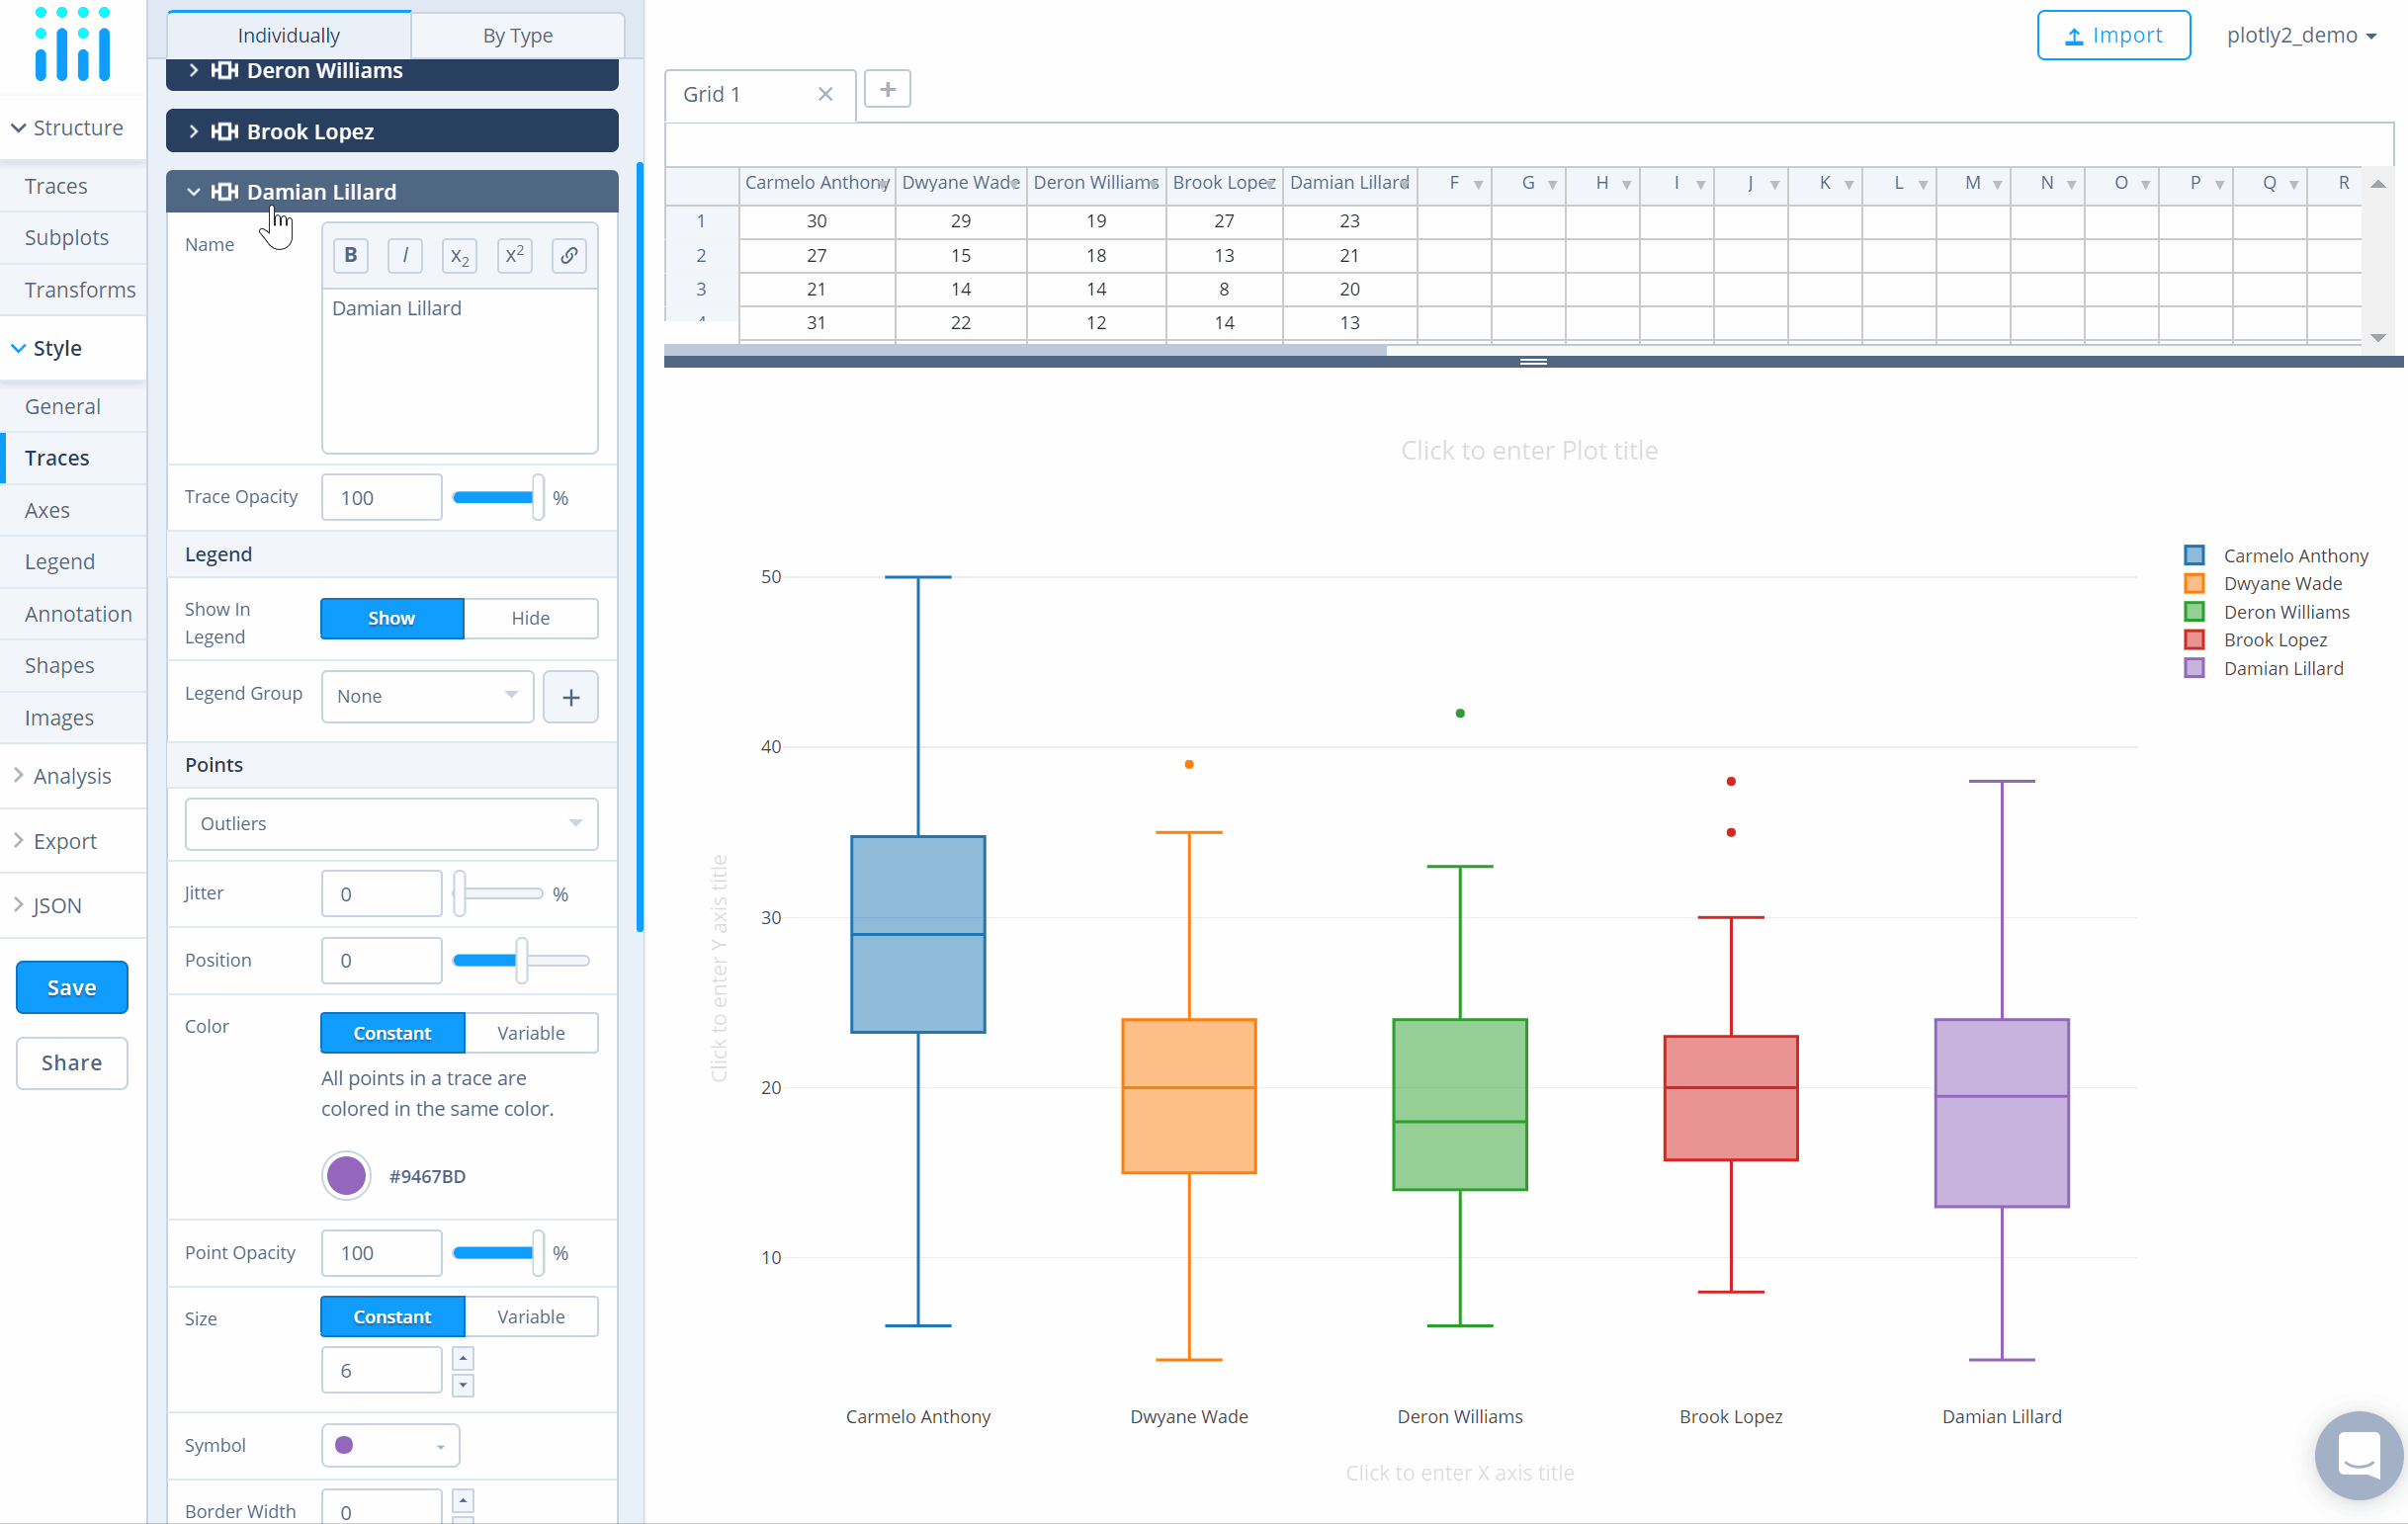 Individually
By Type
Import
plotly2_demo
Deron Williams
Brook Lopez
Damian Lillard
Structure
Traces
Subplots
Transforms
Style
General
Traces
Axes
Legend
Annotation
Shapes
Images
Analysis
Export
JSON
Save
Share
Name
B I x2 x2
Damian Lillard
Trace Opacity 100 %
Legend
Show In
Legend
Show Hide
Legend Group None +
Points
Outliers
Jitter 0 %
Position 0
Color Constant Variable
All points in a trace are
colored in the same color.
#9467BD
Point Opacity 100 %
Size Constant Variable
6
Symbol
Border Width 0
Grid 1 × +
Carmelo Anthony Dwyane Wade Deron Williams Brook Lopez Damian Lillard F G H I J K L M N O P Q R
1 30 29 19 27 23
2 27 15 18 13 21
3 21 14 14 8 20
4 31 22 12 14 13
Click to enter Plot title
Carmelo Anthony
Dwyane Wade
Deron Williams
Brook Lopez
Damian Lillard
50
40
30
20
10
Click to enter Y axis title
Carmelo Anthony Dwyane Wade Deron Williams Brook Lopez Damian Lillard
Click to enter X axis title